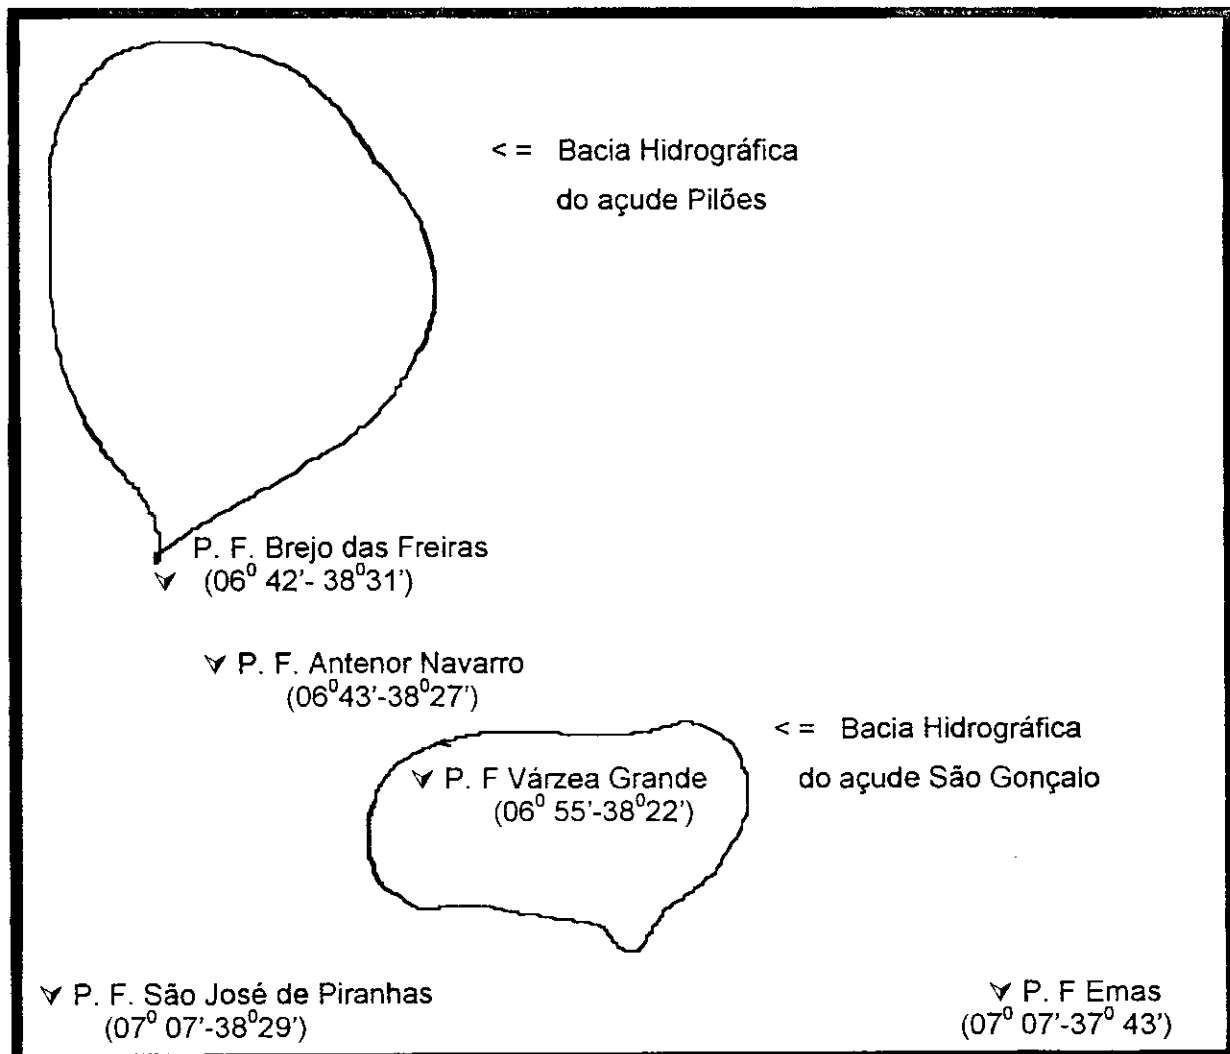 < = Bacia Hidrográfica
do açude Pilões
P. F. Brejo das Freiras
(06⁰ 42'- 38⁰31')
P. F. Antenor Navarro
(06⁰43'-38⁰27')
< = Bacia Hidrográfica
do açude São Gonçalo
P. F Várzea Grande
(06⁰ 55'-38⁰22')
P. F. São José de Piranhas
(07⁰ 07'-38⁰29')
P. F Emas
(07⁰ 07'-37⁰ 43')